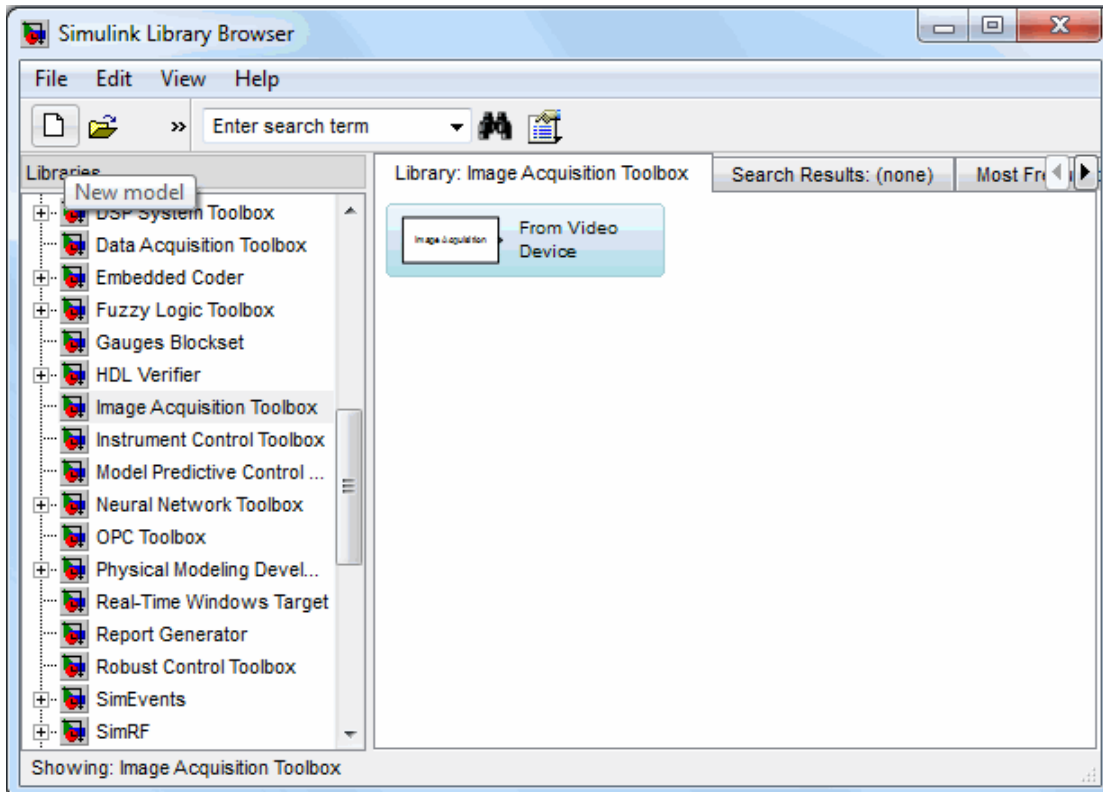 Simulink Library Browser
File Edit View Help
» Enter search term
Libraries
New model
Library: Image Acquisition Toolbox
Search Results: (none)
Most
DSP System Toolbox
Data Acquisition Toolbox
Embedded Coder
Fuzzy Logic Toolbox
Gauges Blockset
HDL Verifier
Image Acquisition Toolbox
Instrument Control Toolbox
Model Predictive Control ...
Neural Network Toolbox
OPC Toolbox
Physical Modeling Devel...
Real-Time Windows Target
Report Generator
Robust Control Toolbox
SimEvents
SimRF
Image Acquisition
From Video
Device
Showing: Image Acquisition Toolbox